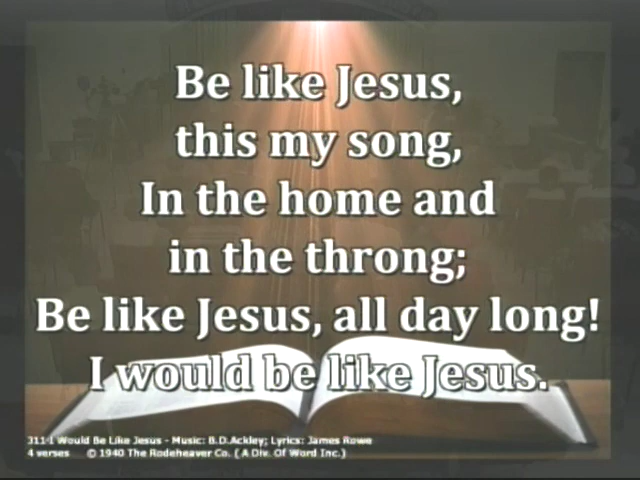 Be like Jesus,
this my song,
In the home and
in the throng;
Be like Jesus, all day long!
I would be like Jesus.
311-1 Would Be Like Jesus - Music: B.D.Ackley; Lyrics: James Rowe
4 verses © 1940 The Rodeheaver Co. ( A Div. Of Word Inc.)